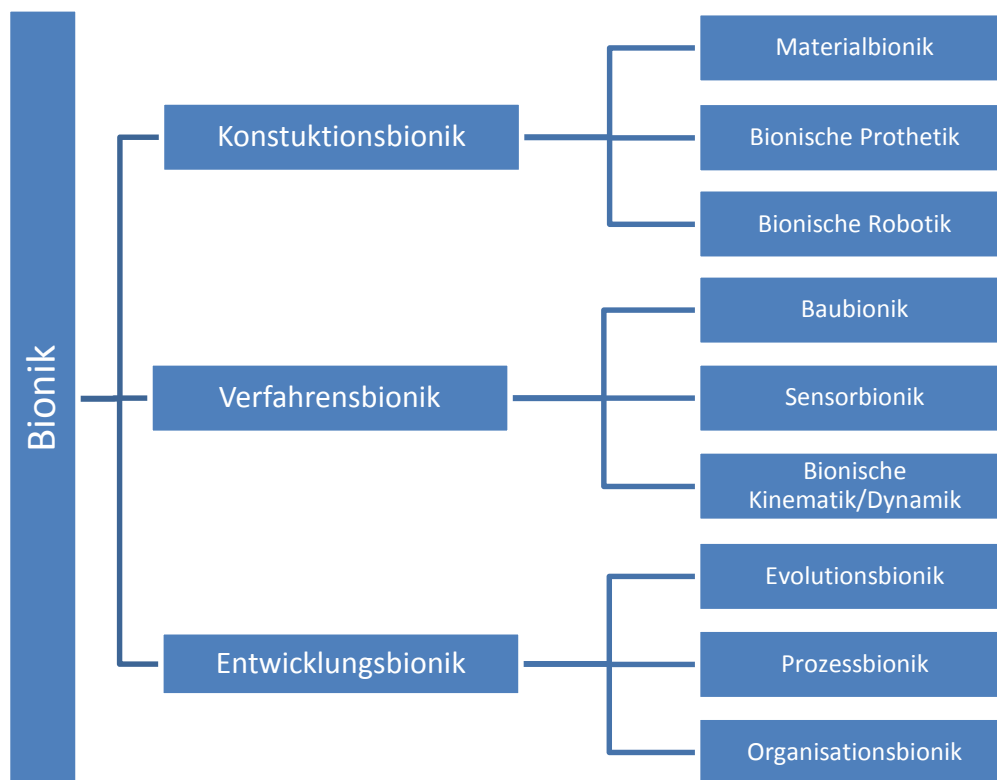 Bionik
Konstuktionsbionik
Materialbionik
Bionische Prothetik
Bionische Robotik
Verfahrensbionik
Baubionik
Sensorbionik
Bionische
Kinematik/Dynamik
Entwicklungsbionik
Evolutionsbionik
Prozessbionik
Organisationsbionik